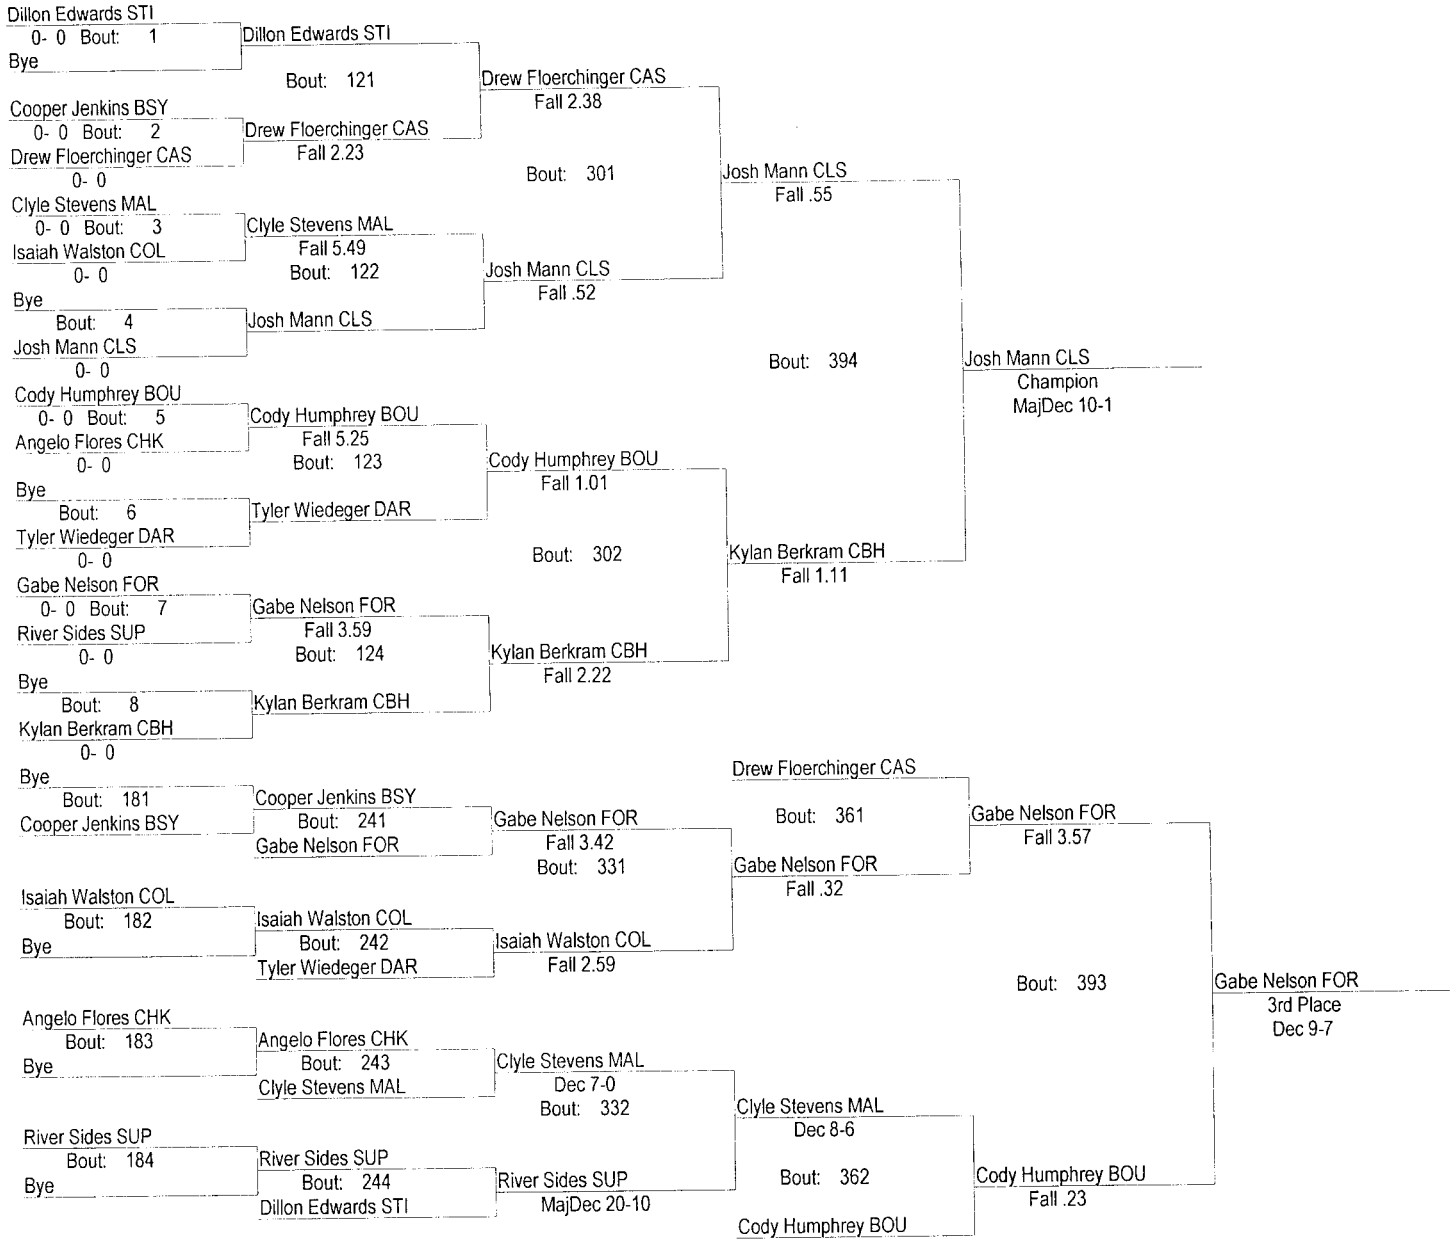 Dillon Edwards STI
0- 0 Bout: 1
Bye
Dillon Edwards STI
Bout: 121
Cooper Jenkins BSY
0- 0 Bout: 2
Drew Floerchinger CAS
0- 0
Drew Floerchinger CAS
Fall 2.23
Drew Floerchinger CAS
Fall 2.38
Bout: 301
Clyle Stevens MAL
0- 0 Bout: 3
Isaiah Walston COL
0- 0
Clyle Stevens MAL
Fall 5.49
Bout: 122
Bye
Bout: 4
Josh Mann CLS
0- 0
Josh Mann CLS
Josh Mann CLS
Fall .52
Josh Mann CLS
Fall .55
Bout: 394
Josh Mann CLS
Champion
MajDec 10-1
Cody Humphrey BOU
0- 0 Bout: 5
Angelo Flores CHK
0- 0
Cody Humphrey BOU
Fall 5.25
Bout: 123
Bye
Bout: 6
Tyler Wiedeger DAR
0- 0
Tyler Wiedeger DAR
Cody Humphrey BOU
Fall 1.01
Bout: 302
Gabe Nelson FOR
0- 0 Bout: 7
River Sides SUP
0- 0
Gabe Nelson FOR
Fall 3.59
Bout: 124
Bye
Bout: 8
Kylan Berkram CBH
0- 0
Kylan Berkram CBH
Kylan Berkram CBH
Fall 2.22
Kylan Berkram CBH
Fall 1.11
Bye
Bout: 181
Cooper Jenkins BSY
Cooper Jenkins BSY
Bout: 241
Gabe Nelson FOR
Gabe Nelson FOR
Fall 3.42
Bout: 331
Isaiah Walston COL
Bout: 182
Bye
Isaiah Walston COL
Bout: 242
Tyler Wiedeger DAR
Isaiah Walston COL
Fall 2.59
Drew Floerchinger CAS
Bout: 361
Gabe Nelson FOR
Fall .32
Gabe Nelson FOR
Fall 3.57
Bout: 393
Gabe Nelson FOR
3rd Place
Dec 9-7
Angelo Flores CHK
Bout: 183
Bye
Angelo Flores CHK
Bout: 243
Clyle Stevens MAL
Clyle Stevens MAL
Dec 7-0
Bout: 332
River Sides SUP
Bout: 184
Bye
River Sides SUP
Bout: 244
Dillon Edwards STI
River Sides SUP
MajDec 20-10
Clyle Stevens MAL
Dec 8-6
Bout: 362
Cody Humphrey BOU
Cody Humphrey BOU
Fall .23